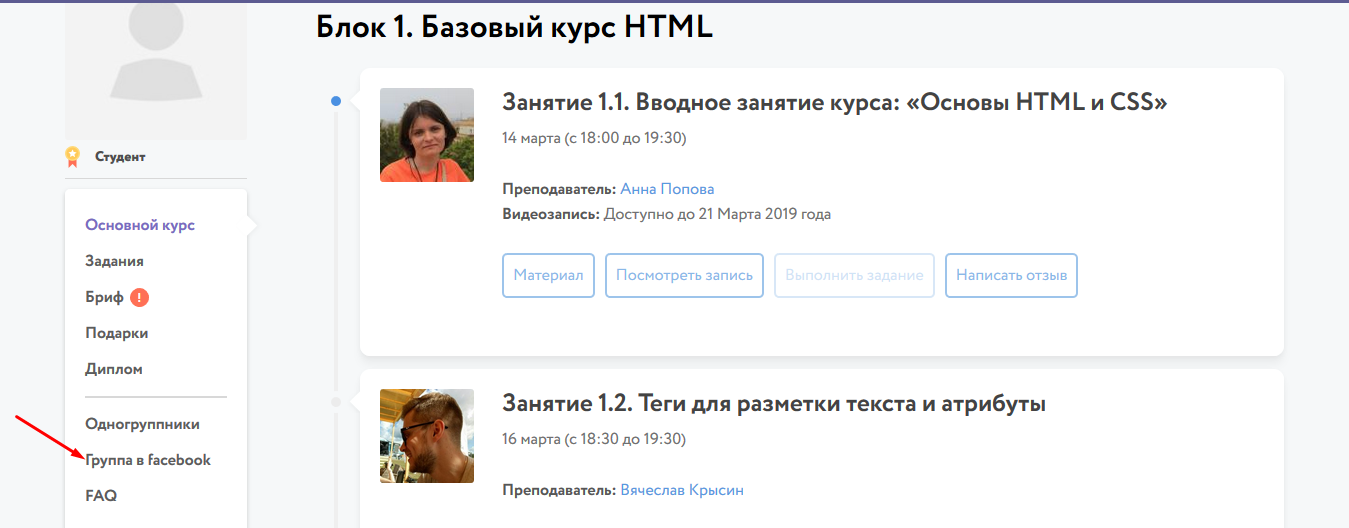 Блок 1. Базовый курс HTML
Студент
Основной курс
Задания
Бриф !
Подарки
Диплом
Одногруппники
Группа в facebook
FAQ
Занятие 1.1. Вводное занятие курса: «Основы HTML и CSS»
14 марта (с 18:00 до 19:30)
Преподаватель: Анна Попова
Видеозапись: Доступно до 21 Марта 2019 года
Материал Посмотреть запись Выполнить задание Написать отзыв
Занятие 1.2. Теги для разметки текста и атрибуты
16 марта (с 18:30 до 19:30)
Преподаватель: Вячеслав Крысин